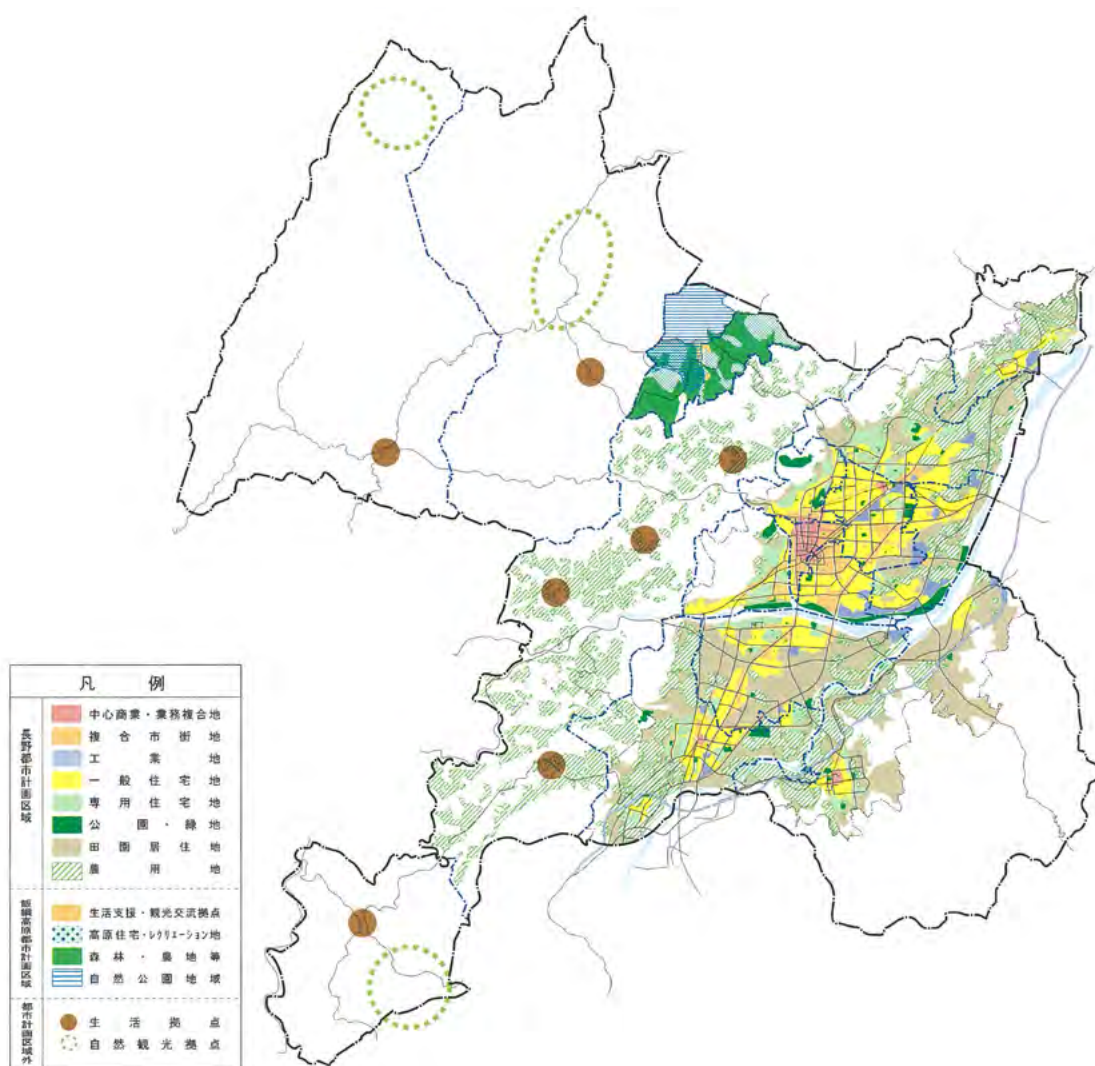 凡 例
長野都市計画区域
中心商業・業務複合地
複合市街地
工業地
一般住宅地
専用住宅地
公園・緑地
田園居住地
農用地
飯綱高原都市計画区域
生活支援・観光交流拠点
高原住宅・レクリエーション地
森林・農地等
自然公園地域
都市計画区域外
生活拠点
自然観光拠点